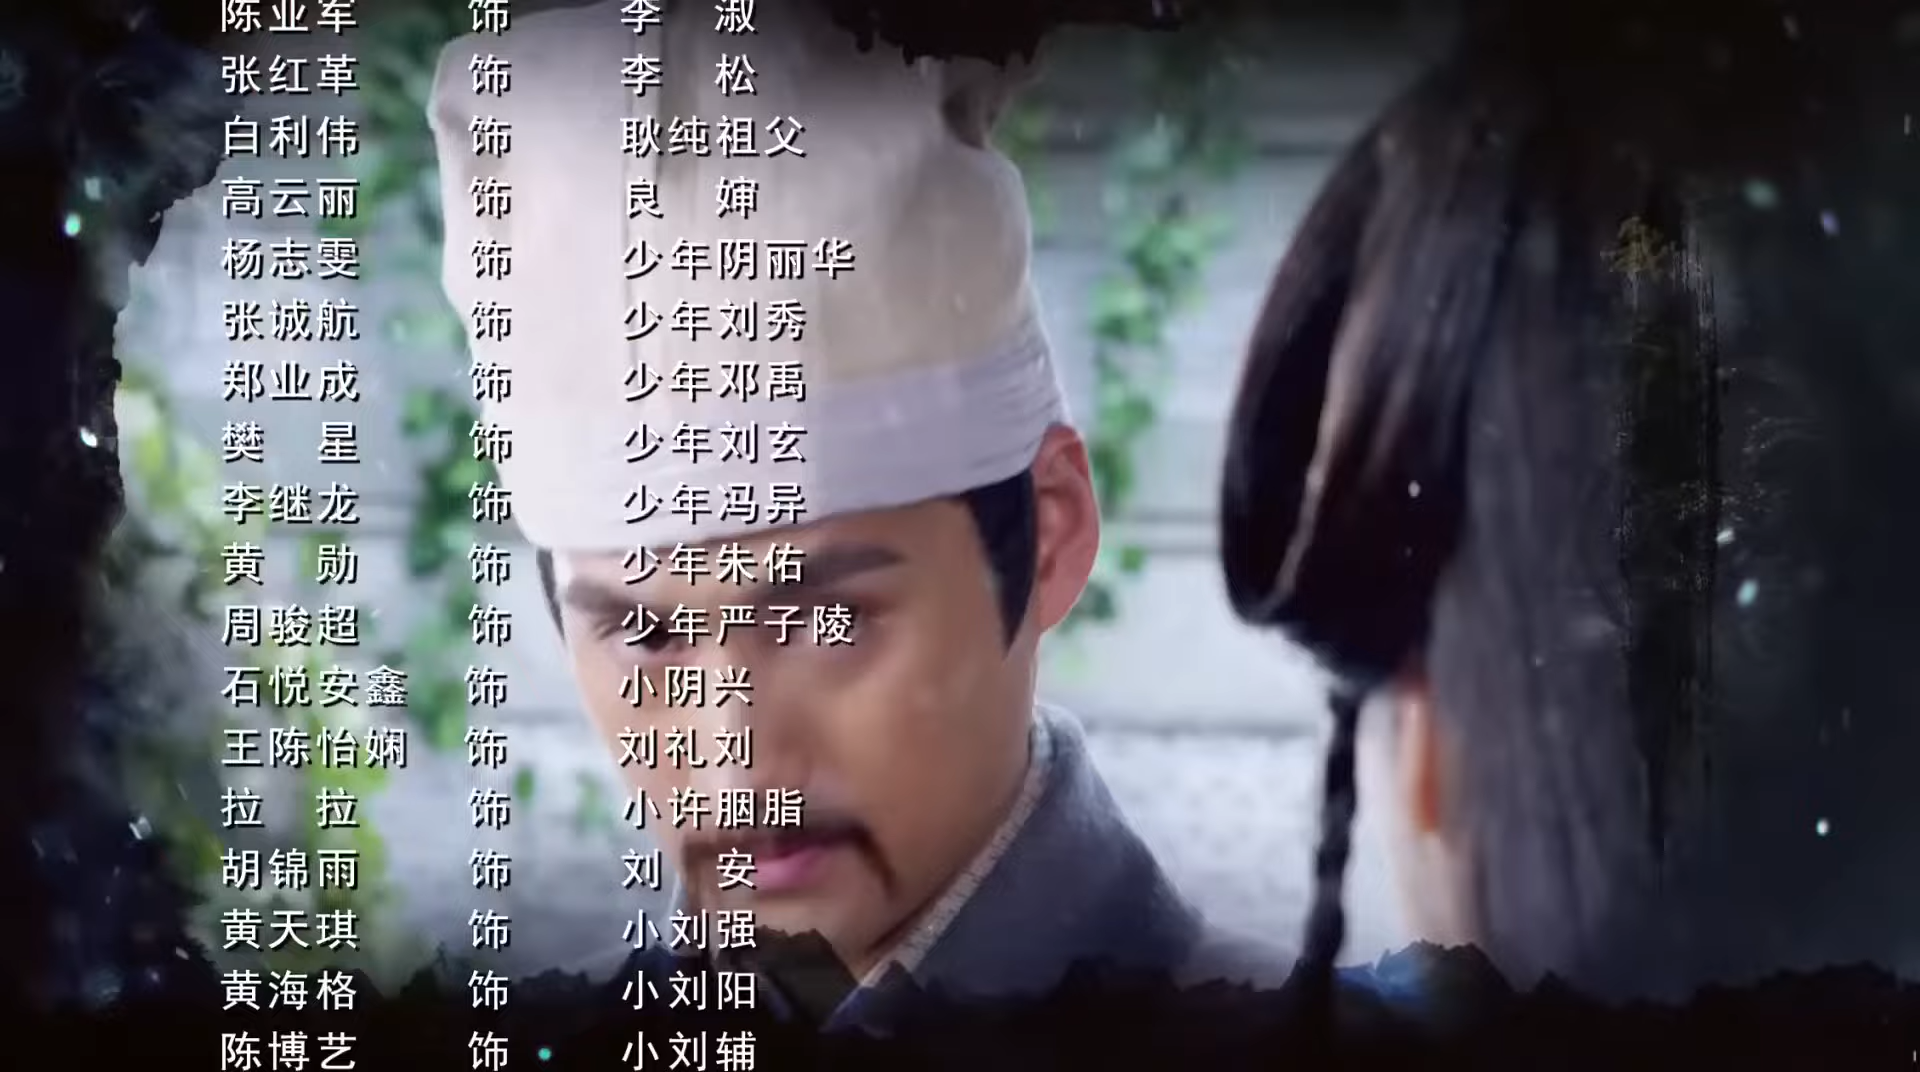 陈亚军 饰 李 淑
张红革 饰 李 松
白利伟 饰 耿纯祖父
高云丽 饰 良 婶
杨志雯 饰 少年阴丽华
张诚航 饰 少年刘秀
郑业成 饰 少年邓禹
樊 星 饰 少年刘玄
李继龙 饰 少年冯异
黄 勋 饰 少年朱佑
周骏超 饰 少年严子陵
石悦安鑫 饰 小阴兴
王陈怡娴 饰 刘礼刘
拉 拉 饰 小许胭脂
胡锦雨 饰 刘 安
黄天琪 饰 小刘强
黄海格 饰 小刘阳
陈博艺 饰 小刘辅